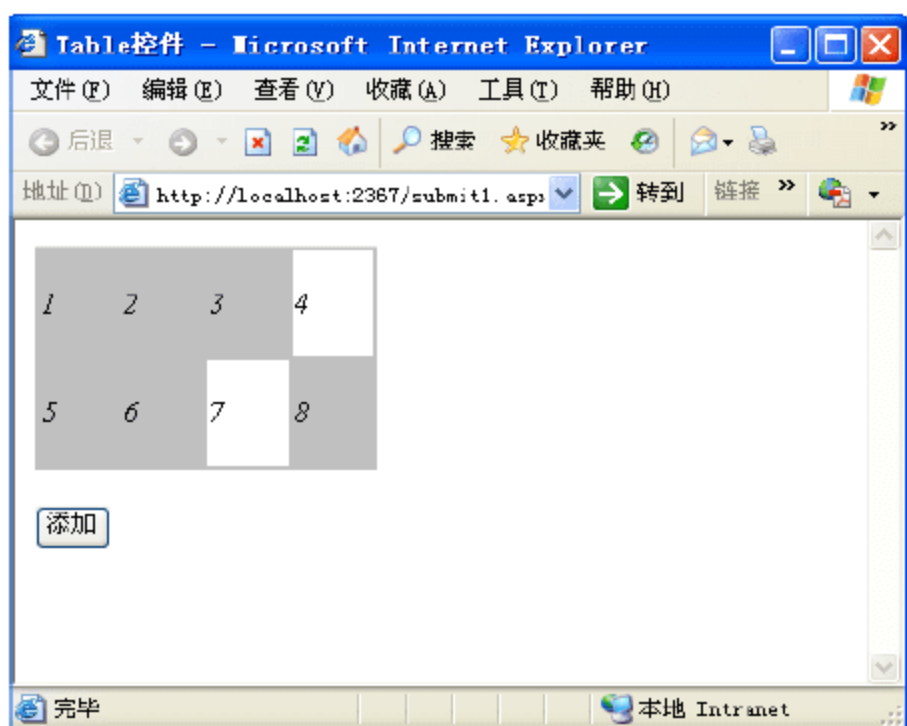 Table控件 - Microsoft Internet Explorer
文件(F) 编辑(E) 查看(V) 收藏(A) 工具(T) 帮助(H)
后退 搜索 收藏夹 »
地址(D) http://localhost:2367/submit1.aspx 转到 链接 »
1 2 3 4
5 6 7 8
添加
完毕 本地 Intranet